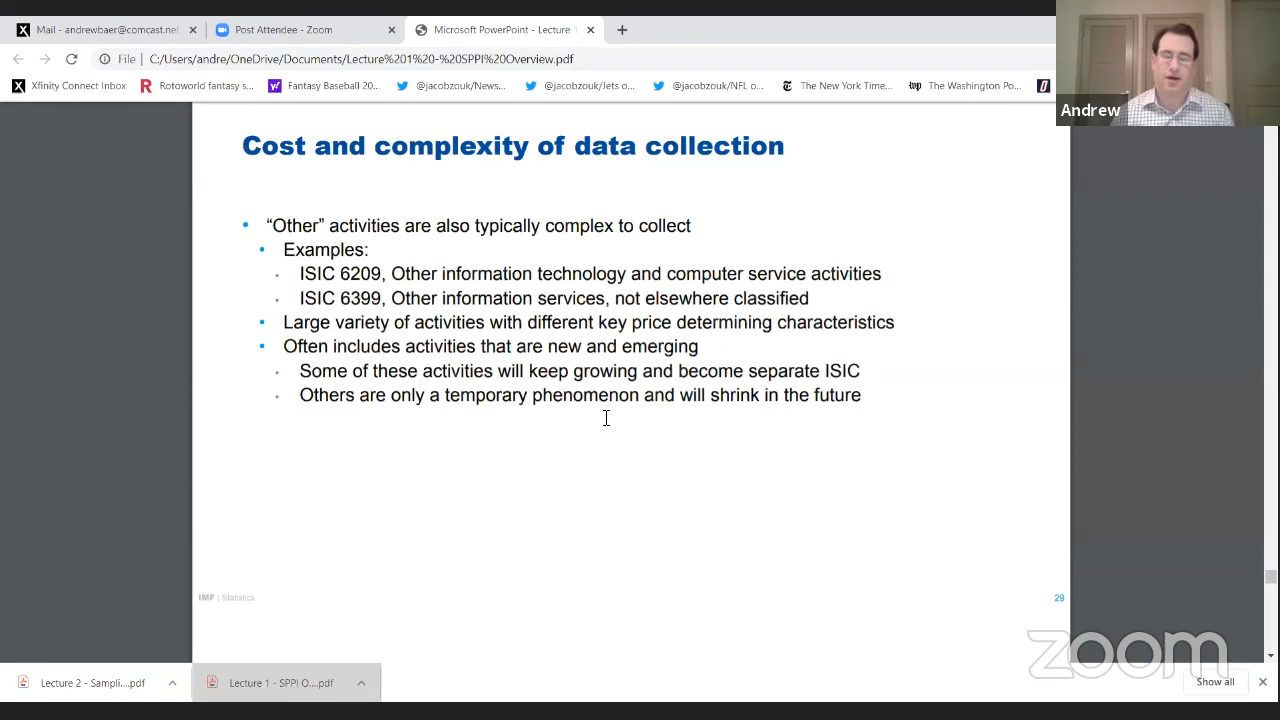 Mail - andrewbaer@comcast.net
Post Attendee - Zoom
Microsoft PowerPoint - Lecture
File
C:/Users/andre/OneDrive/Documents/Lecture%201%20-%20SPPI%20Overview.pdf
Xfinity Connect Inbox
Rotoworld fantasy s...
Fantasy Baseball 20...
@jacobzouk/News...
@jacobzouk/Jets o...
@jacobzouk/NFL o...
The New York Time...
The Washington Po...
Andrew
Cost and complexity of data collection
“Other” activities are also typically complex to collect
Examples:
ISIC 6209, Other information technology and computer service activities
ISIC 6399, Other information services, not elsewhere classified
Large variety of activities with different key price determining characteristics
Often includes activities that are new and emerging
Some of these activities will keep growing and become separate ISIC
Others are only a temporary phenomenon and will shrink in the future
IMF | Statistics
29
zoom
Lecture 2 - Sampli....pdf
Lecture 1 - SPPI O....pdf
Show all